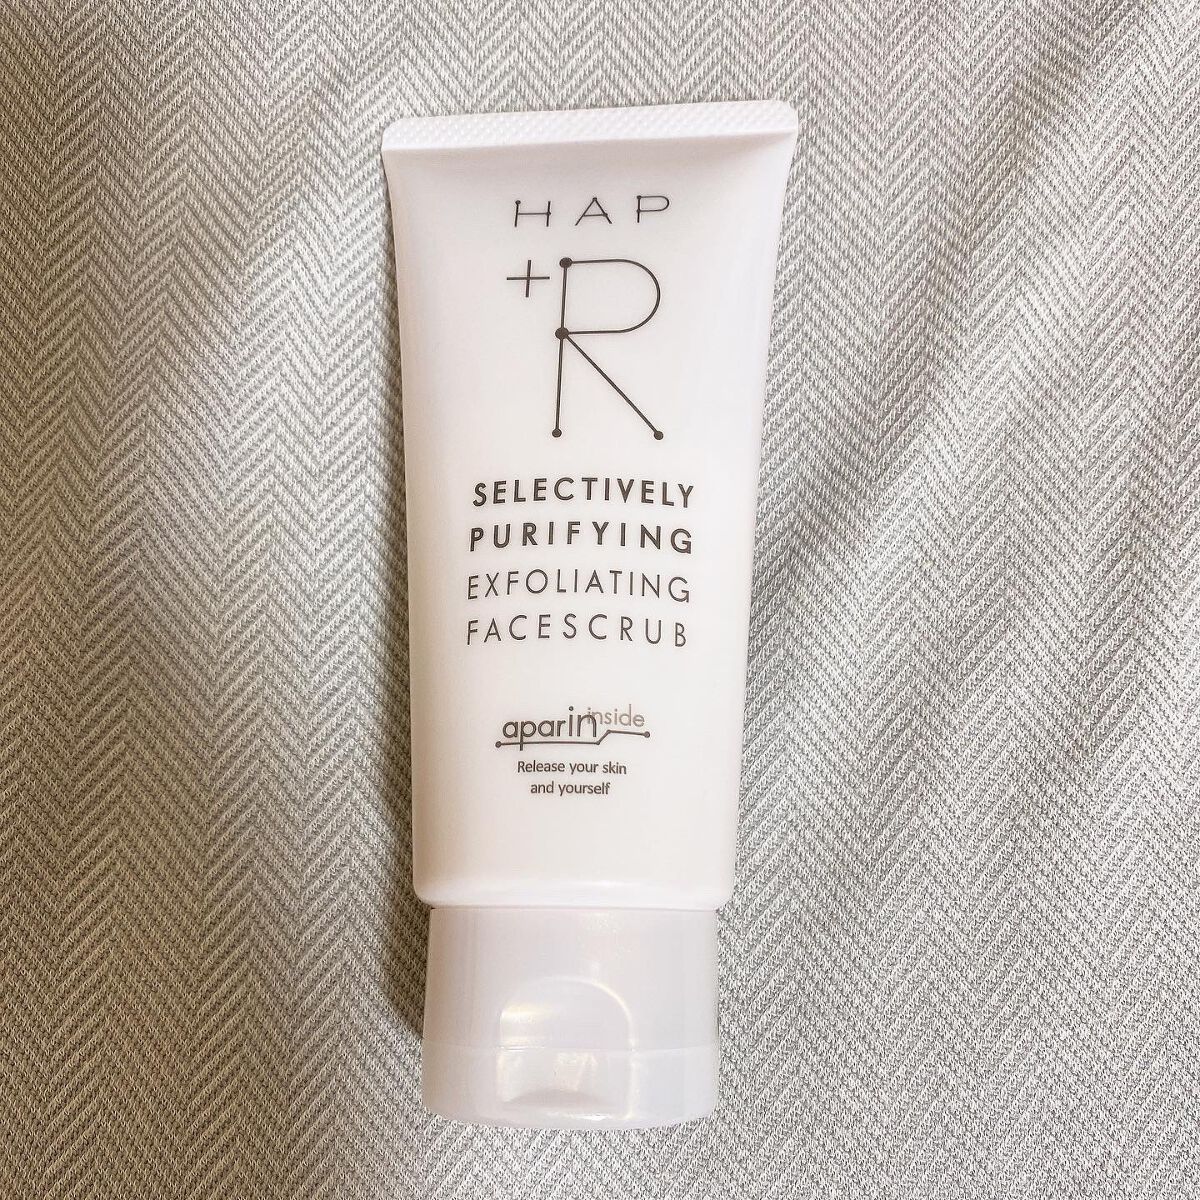 HAP
+R
SELECTIVELY
PURIFYING
EXFOLIATING
FACESCRUB
aparin inside
Release your skin
and yourself